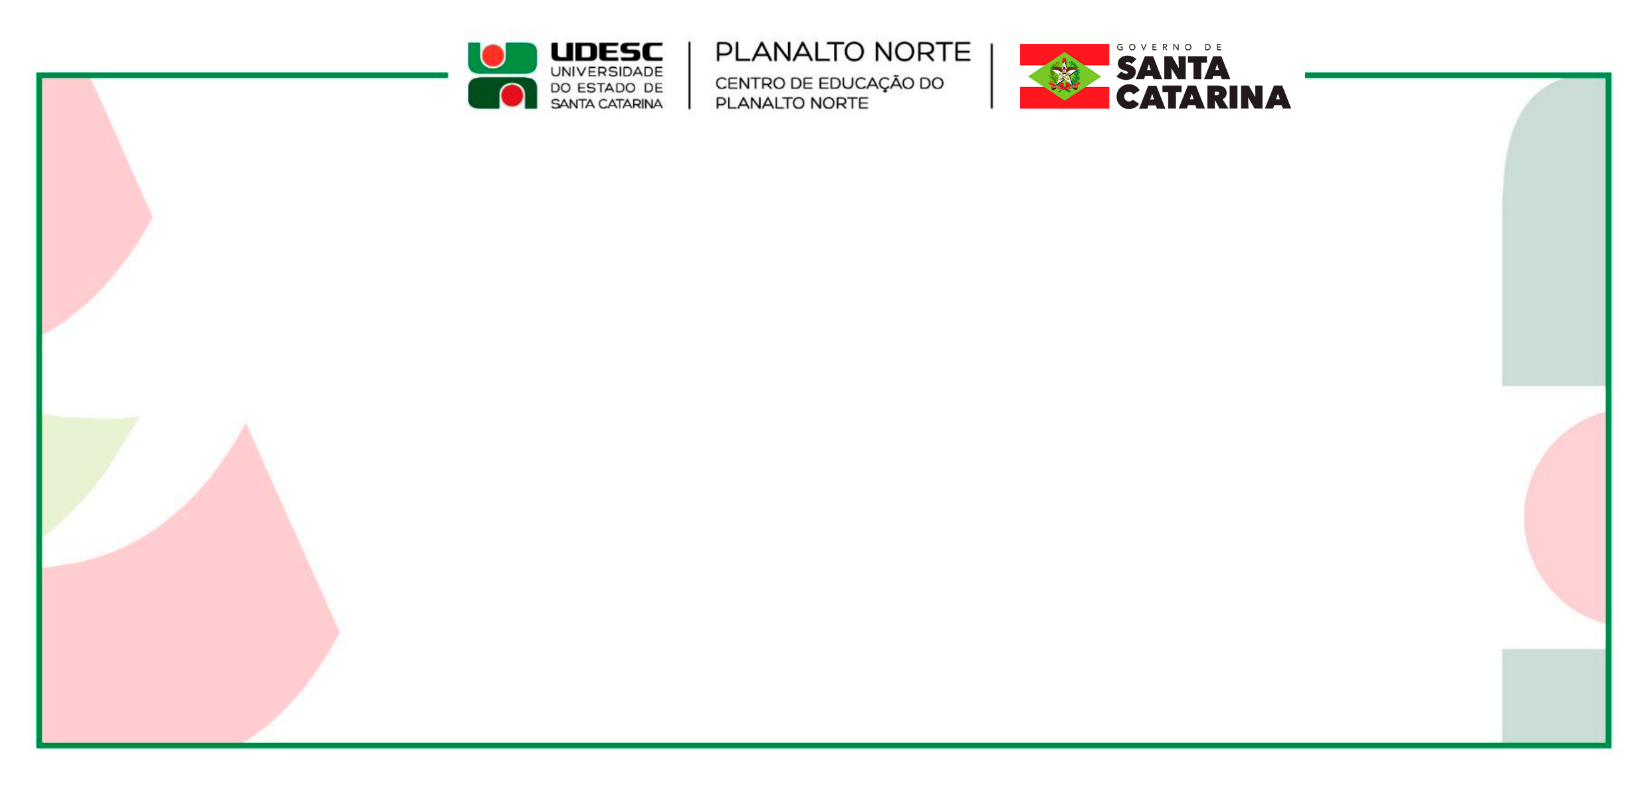 UDESC
UNIVERSIDADE
DO ESTADO DE
SANTA CATARINA
PLANALTO NORTE
CENTRO DE EDUCAÇÃO DO
PLANALTO NORTE
GOVERNO DE
SANTA
CATARINA